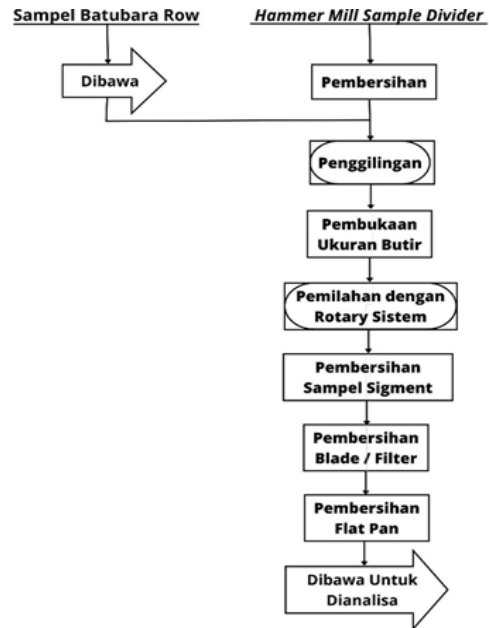 Sampel Batubara Row
Hammer Mill Sample Divider
Dibawa
Pembersihan
Penggilingan
Pembukaan
Ukuran Butir
Pemilahan dengan
Rotary Sistem
Pembersihan
Sampel Sigment
Pembersihan
Blade / Filter
Pembersihan
Flat Pan
Dibawa Untuk
Dianalisa